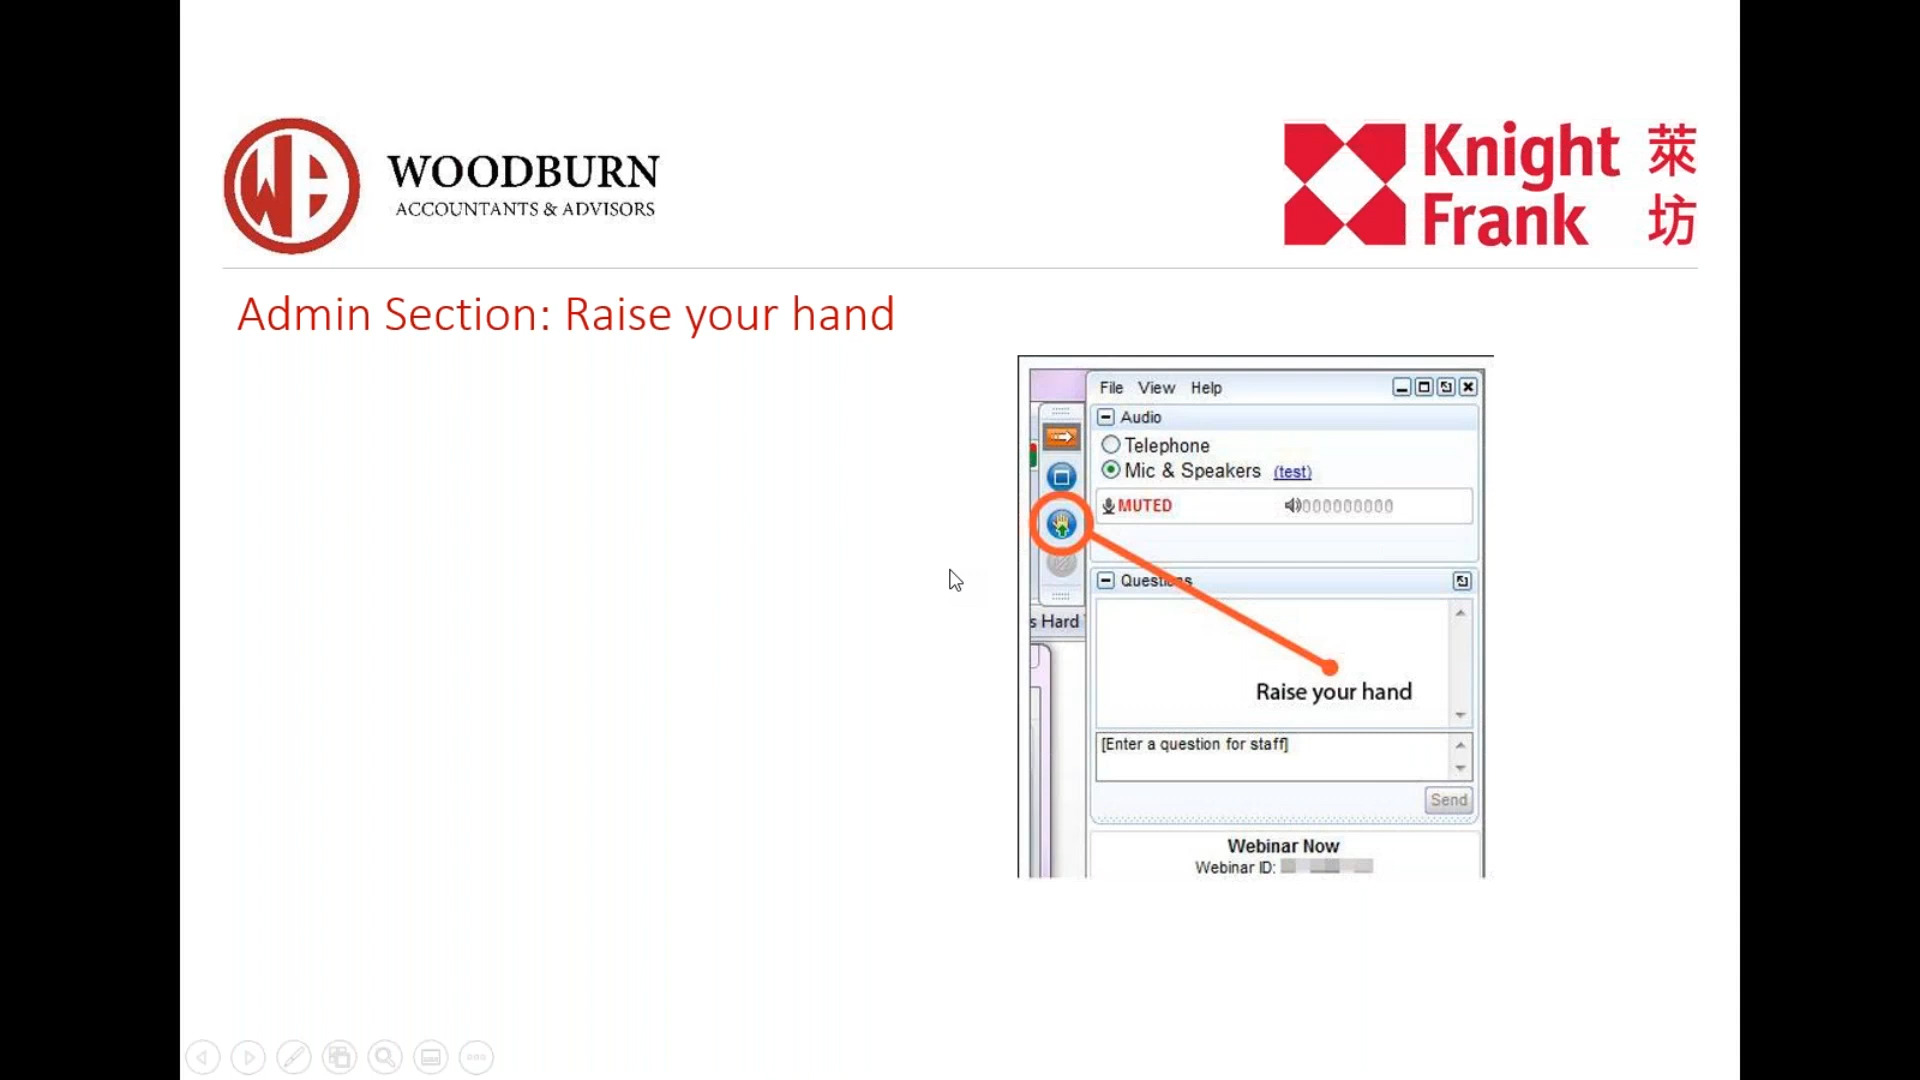 WOODBURN
ACCOUNTANTS & ADVISORS
Knight
Frank
萊
坊
Admin Section: Raise your hand
File View Help
Audio
Telephone
Mic & Speakers (test)
MUTED
Questions
s Hard
Raise your hand
[Enter a question for staff]
Send
Webinar Now
Webinar ID: